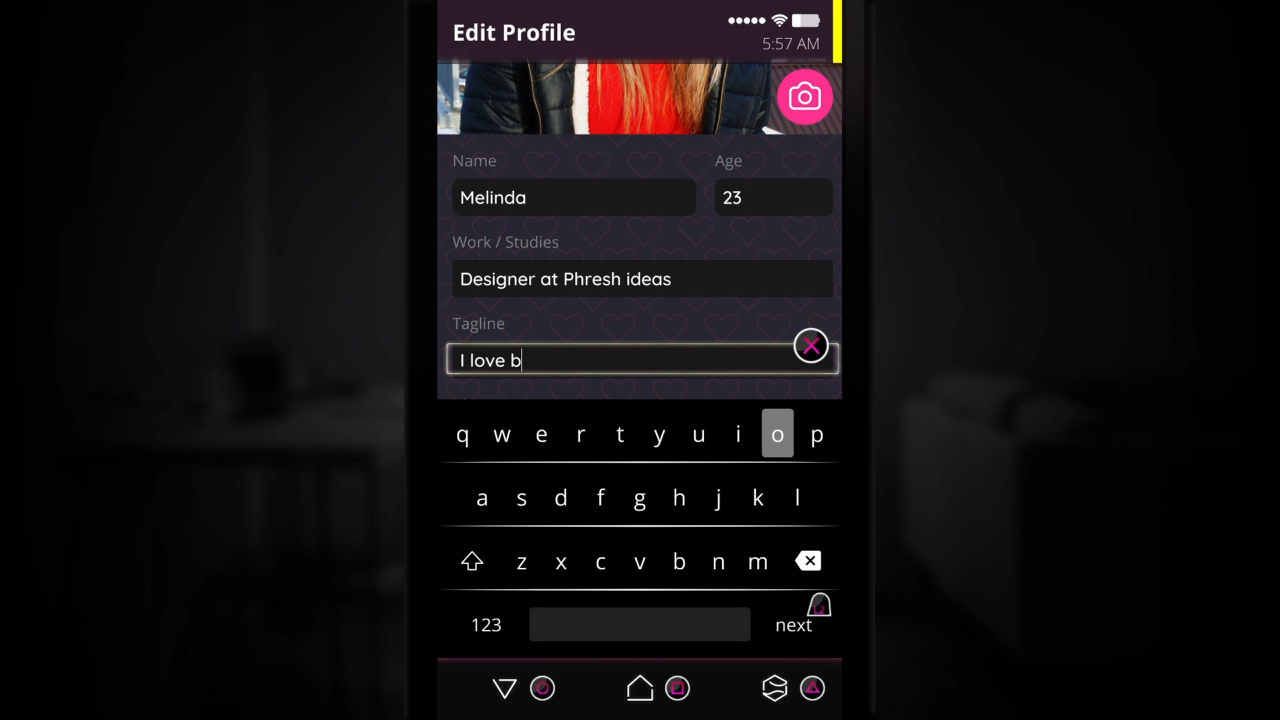 Edit Profile
5:57 AM
Name
Age
Melinda
23
Work / Studies
Designer at Phresh ideas
Tagline
I love b
q w e r t y u i o p
a s d f g h j k l
z x c v b n m
L2
123
next